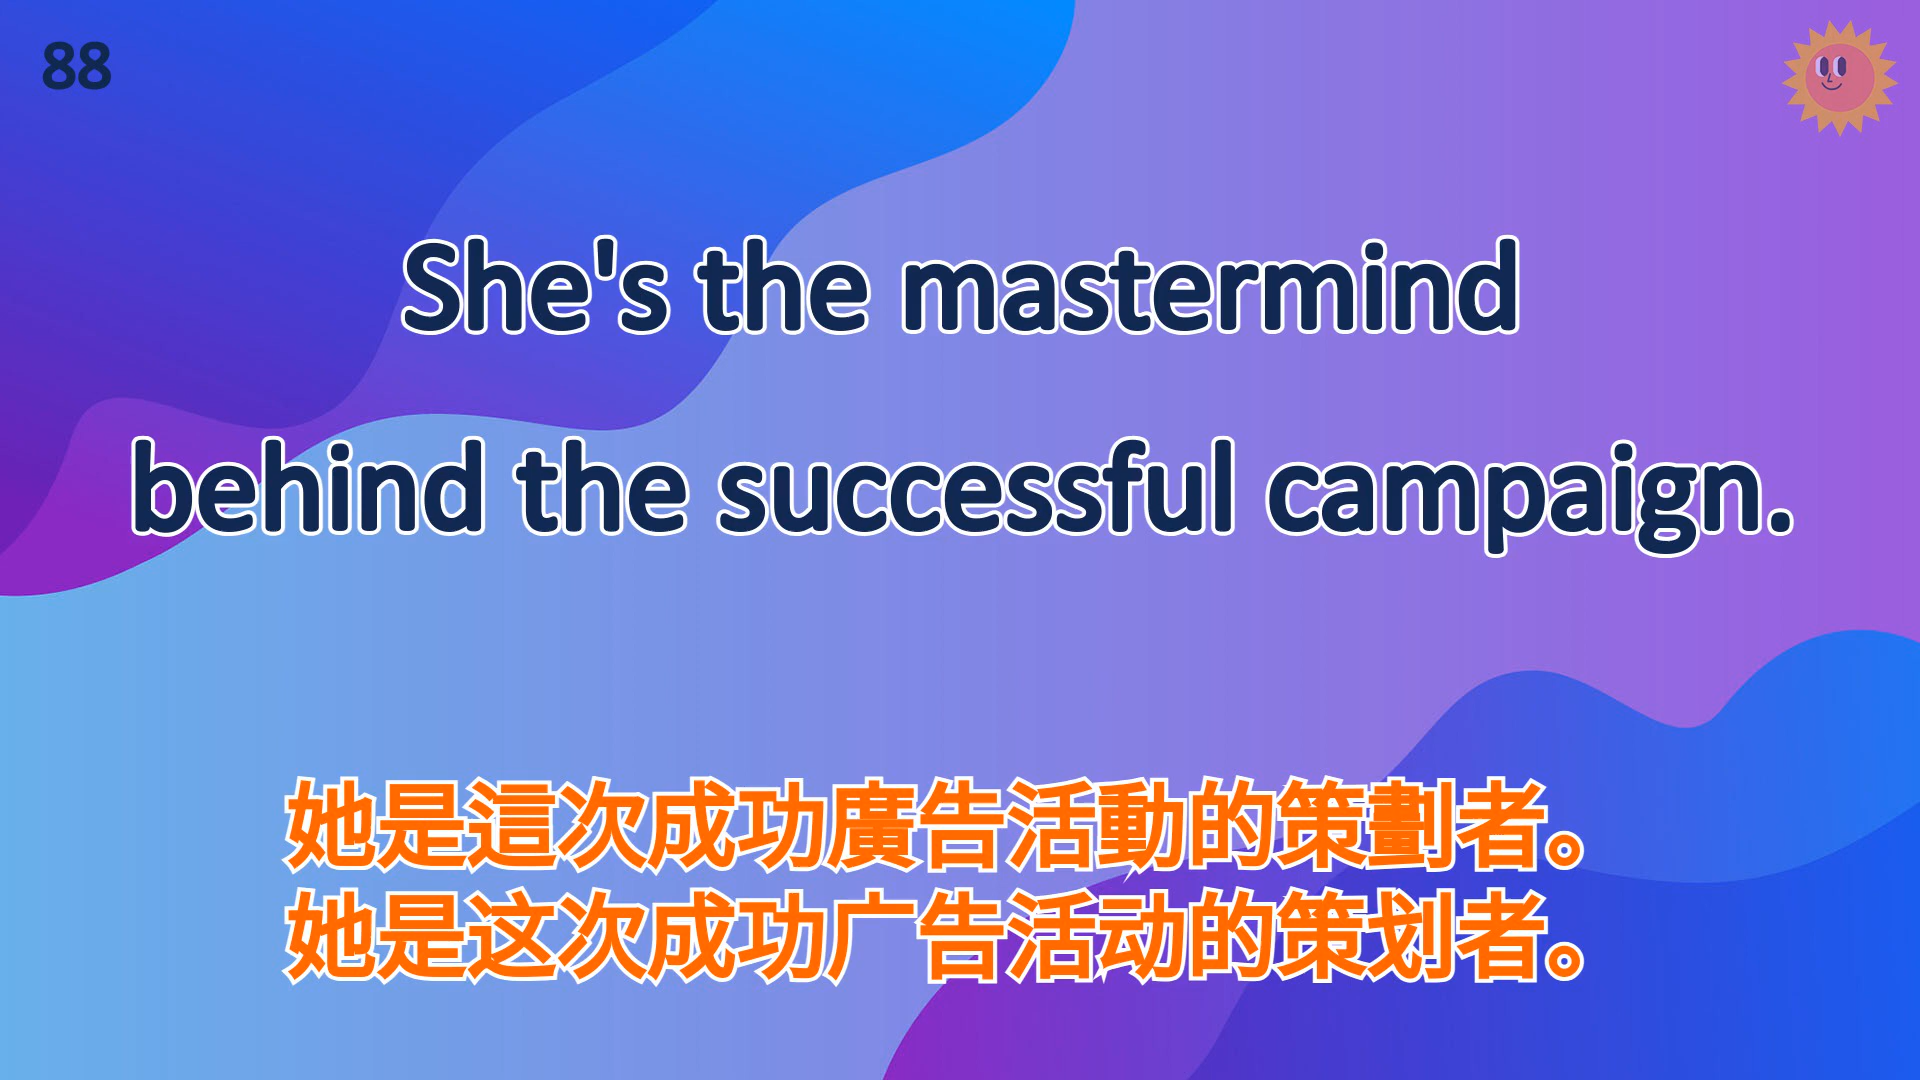 88
She's the mastermind
behind the successful campaign.
她是這次成功廣告活動的策劃者。
她是这次成功广告活动的策划者。